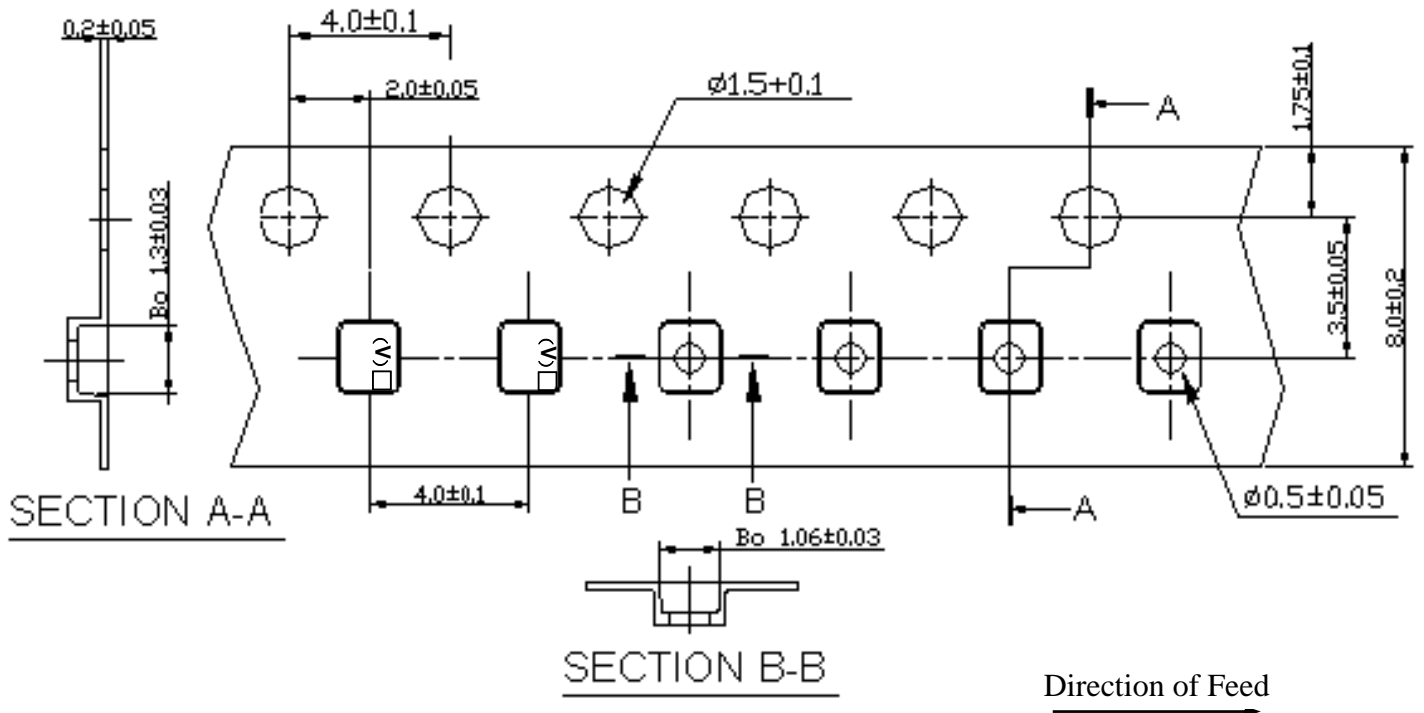 0.2±0.05
4.0±0.1
2.0±0.05
Ø1.5+0.1
A
1.75±0.1
Bo 1.3±0.03
3.5±0.05
8.0±0.2
(V)
(V)
SECTION A-A
4.0±0.1
B
B
A
Ø0.5±0.05
Bo 1.06±0.03
SECTION B-B
Direction of Feed